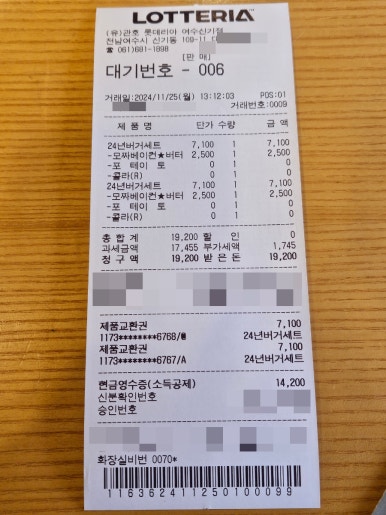 LOTTERIA
(유)관호 롯데리아 여수신기점
전남여수시 신기동 109-11
☎ 061)681-1898
[판 매]
대기번호 - 006
거래일:2024/11/25(월) 13:12:03 POS:01
거래번호:0009
제 품 명 단가 수량 금 액
24년버거세트 7,100 1 7,100
-모짜베이컨★버터 2,500 1 2,500
-포 테이 토 0 1 0
-콜라(R) 0 1 0
24년버거세트 7,100 1 7,100
-모짜베이컨★버터 2,500 1 2,500
-포 테이 토 0 1 0
-콜라(R) 0 1 0
총 합 계 19,200 할 인 0
과세금액 17,455 부가세액 1,745
청 구 액 19,200 받 은 돈 19,200
제품교환권 7,100
1173********6768/ 24년버거세트
제품교환권 7,100
1173********6767/A 24년버거세트
현금영수증(소득공제) 14,200
신분확인번호
승인번호
화장실비번 0070*
1163624112501000099